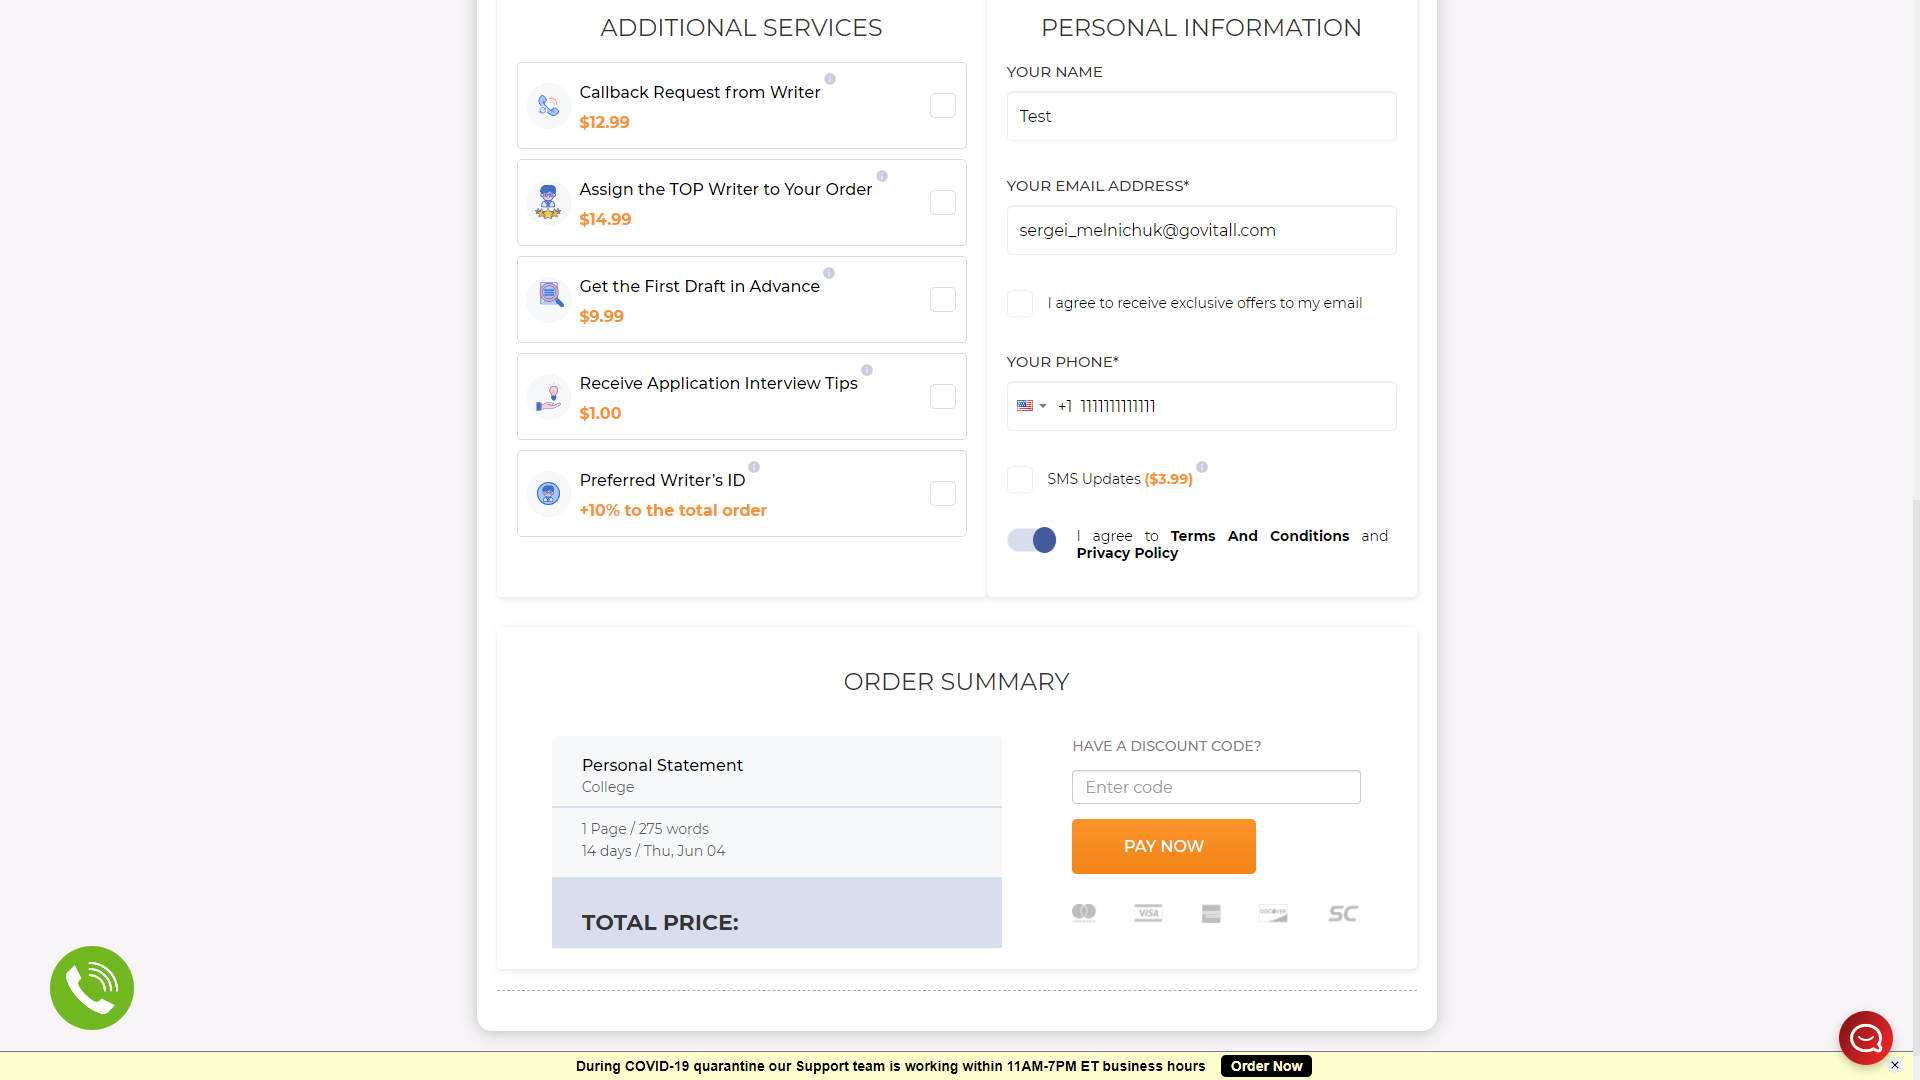 ADDITIONAL SERVICES
Callback Request from Writer
$12.99
Assign the TOP Writer to Your Order
$14.99
Get the First Draft in Advance
$9.99
Receive Application Interview Tips
$1.00
Preferred Writer's ID
+10% to the total order
PERSONAL INFORMATION
YOUR NAME
Test
YOUR EMAIL ADDRESS*
sergei_melnichuk@govitall.com
I agree to receive exclusive offers to my email
YOUR PHONE*
+1 1111111111111
SMS Updates ($3.99)
I agree to Terms And Conditions and
Privacy Policy
ORDER SUMMARY
Personal Statement
College
1 Page / 275 words
14 days / Thu, Jun 04
TOTAL PRICE:
HAVE A DISCOUNT CODE?
Enter code
PAY NOW
VISA
DISCOVER
SC
During COVID-19 quarantine our Support team is working within 11AM-7PM ET business hours
Order Now